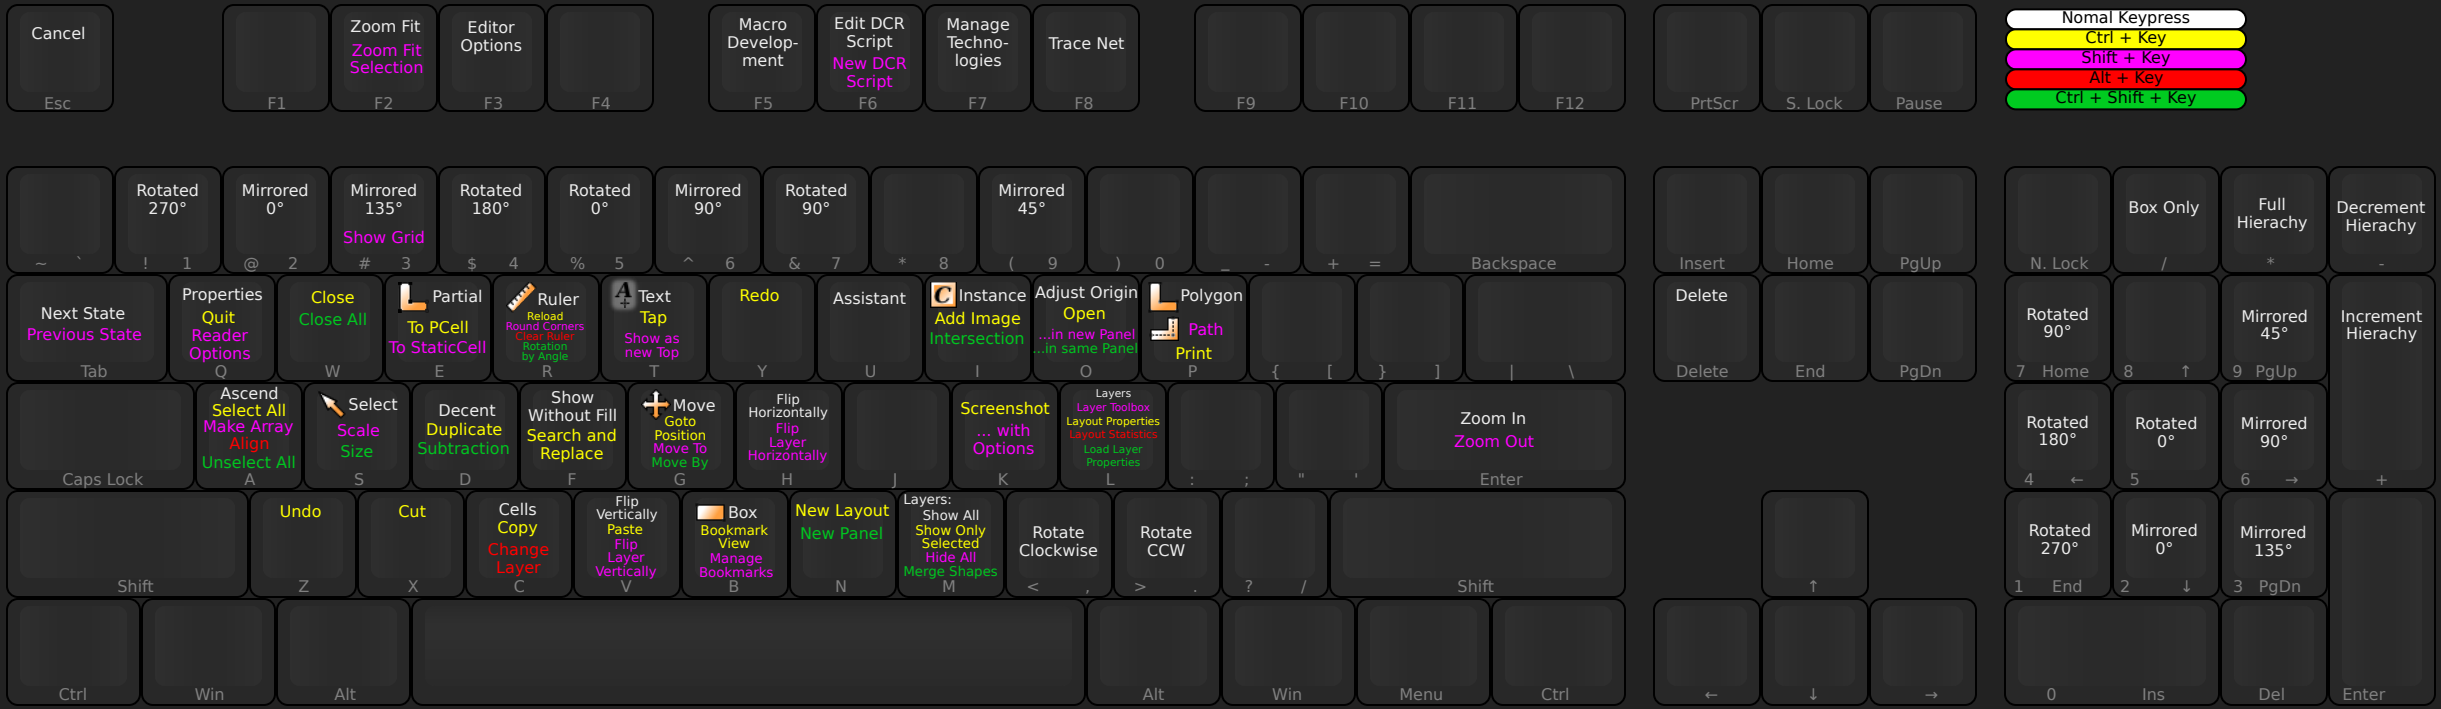 Cancel
Esc
F1
Zoom Fit
Zoom Fit
Selection
F2
Editor
Options
F3
F4
Macro
Develop-
ment
F5
Edit DCR
Script
New DCR
Script
F6
Manage
Techno-
logies
F7
Trace Net
F8
F9
F10
F11
F12
PrtScr
S. Lock
Pause
Nomal Keypress
Ctrl + Key
Shift + Key
Alt + Key
Ctrl + Shift + Key
~ `
Rotated
270°
! 1
Mirrored
0°
@ 2
Mirrored
135°
Show Grid
# 3
Rotated
180°
$ 4
Rotated
0°
% 5
Mirrored
90°
^ 6
Rotated
90°
& 7
* 8
Mirrored
45°
( 9
) 0
_ -
+ =
Backspace
Insert
Home
PgUp
N. Lock
Box Only
/
Full
Hierachy
*
Decrement
Hierachy
-
Next State
Previous State
Tab
Properties
Quit
Reader
Options
Q
Close
Close All
W
Partial
To PCell
To StaticCell
E
Ruler
Reload
Round Corners
Clear Ruler
Rotation
by Angle
R
A
Text
Tap
Show as
new Top
T
Redo
Y
Assistant
U
C Instance
Add Image
Intersection
I
Adjust Origin
Open
...in new Panel
...in same Panel
O
Polygon
Path
Print
P
{ [
} ]
| \
Delete
Delete
End
PgDn
Rotated
90°
7 Home
8 ↑
Mirrored
45°
9 PgUp
Increment
Hierachy
+
Caps Lock
Ascend
Select All
Make Array
Align
Unselect All
A
Select
Scale
Size
S
Decent
Duplicate
Subtraction
D
Show
Without Fill
Search and
Replace
F
Move
Goto
Position
Move To
Move By
G
Flip
Horizontally
Flip
Layer
Horizontally
H
J
Screenshot
... with
Options
K
Layers
Layer Toolbox
Layout Properties
Layout Statistics
Load Layer
Properties
L
: ;
" '
Zoom In
Zoom Out
Enter
Rotated
180°
4 ←
Rotated
0°
5
Mirrored
90°
6 →
Shift
Undo
Z
Cut
X
Cells
Copy
Change
Layer
C
Flip
Vertically
Paste
Flip
Layer
Vertically
V
Box
Bookmark
View
Manage
Bookmarks
B
New Layout
New Panel
N
Layers:
Show All
Show Only
Selected
Hide All
Merge Shapes
M
Rotate
Clockwise
< ,
Rotate
CCW
> .
? /
Shift
↑
Rotated
270°
1 End
Mirrored
0°
2 ↓
Mirrored
135°
3 PgDn
Ctrl
Win
Alt
Alt
Win
Menu
Ctrl
←
↓
→
0 Ins
Del
Enter